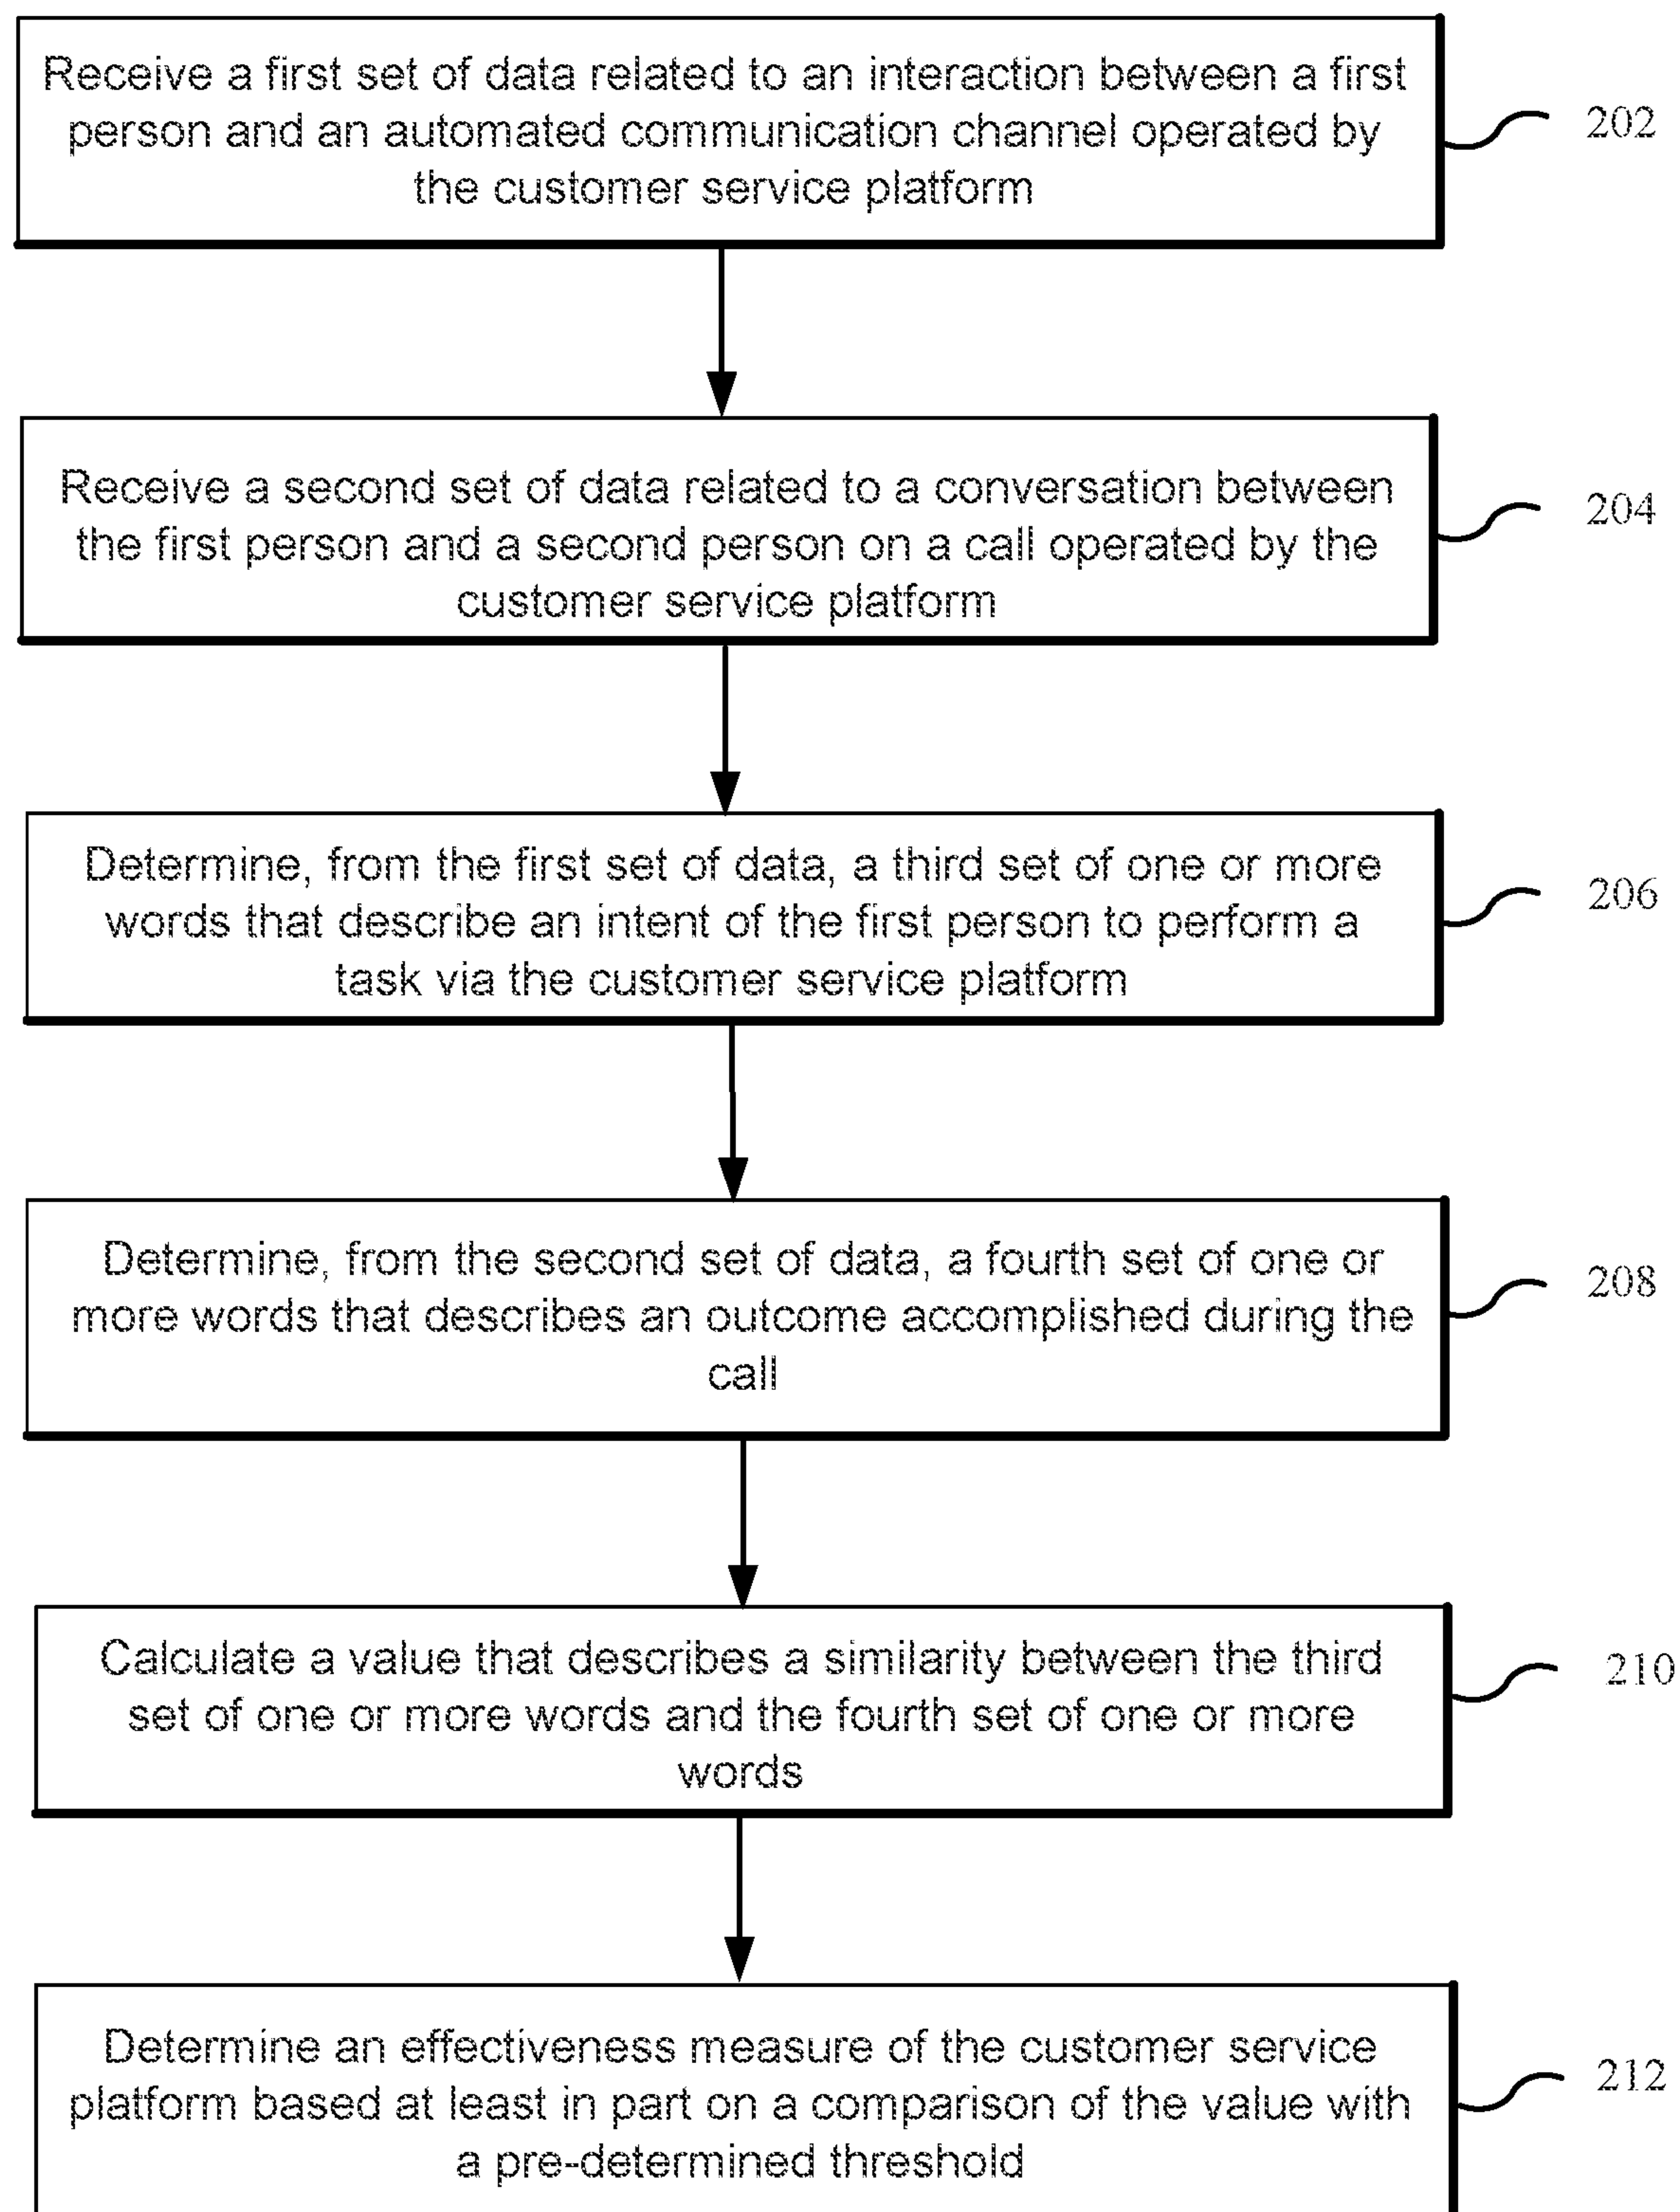 Receive a first set of data related to an interaction between a first
person and an automated communication channel operated by
the customer service platform
202
Receive a second set of data related to a conversation between
the first person and a second person on a call operated by the
customer service platform
204
Determine, from the first set of data, a third set of one or more
words that describe an intent of the first person to perform a
task via the customer service platform
206
Determine, from the second set of data, a fourth set of one or
more words that describes an outcome accomplished during the
call
208
Calculate a value that describes a similarity between the third
set of one or more words and the fourth set of one or more
words
210
Determine an effectiveness measure of the customer service
platform based at least in part on a comparison of the value with
a pre-determined threshold
212